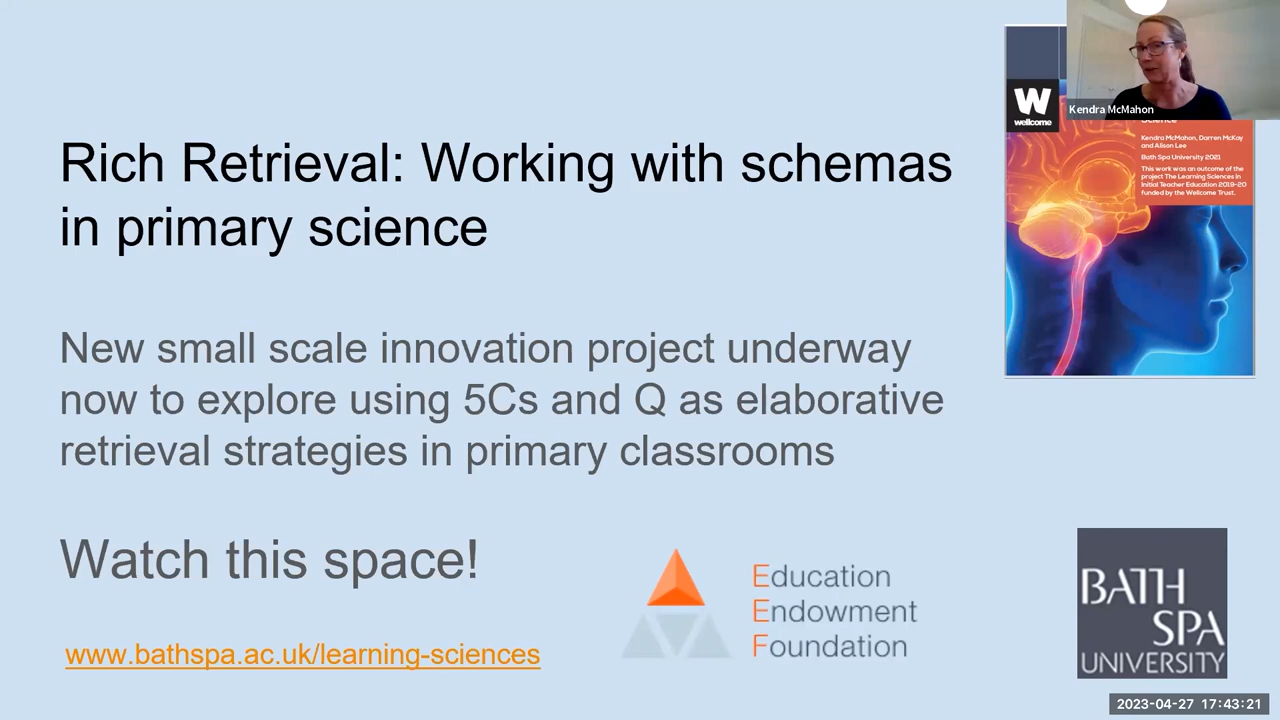 Rich Retrieval: Working with schemas
in primary science
New small scale innovation project underway
now to explore using 5Cs and Q as elaborative
retrieval strategies in primary classrooms
Watch this space!
www.bathspa.ac.uk/learning-sciences
Education
Endowment
Foundation
BATH
SPA
UNIVERSITY
W
wellcome
Kendra McMahon
Science
Kendra McMahon, Darren McKay
and Alison Lee
Bath Spa University 2021
This work was an outcome of the
project The Learning Sciences in
Initial Teacher Education 2019-20
funded by the Wellcome Trust.
2023-04-27 17:43:21